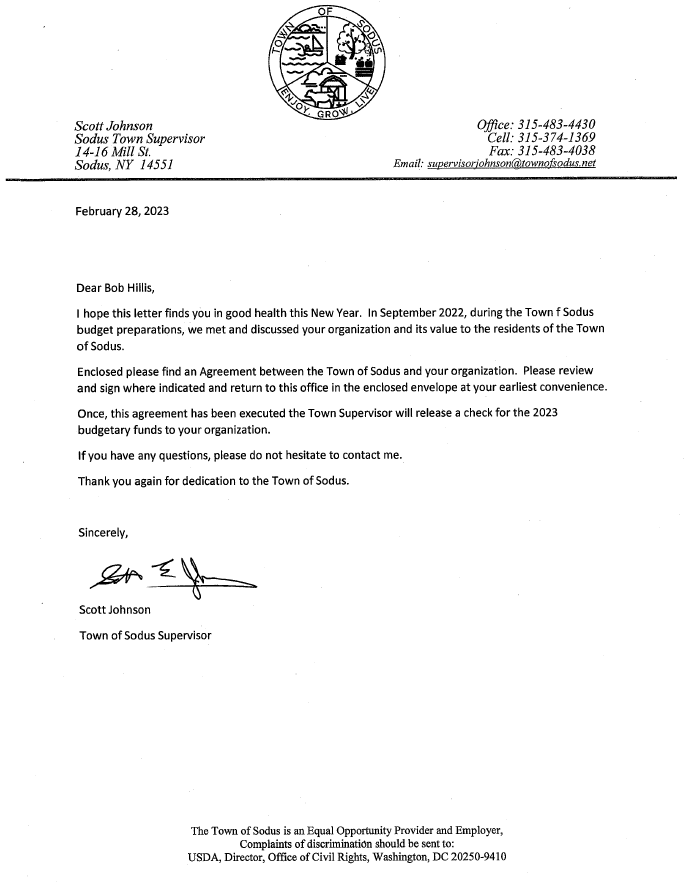 TOWN OF SODUS
ENJOY, GROW, LIVE
Scott Johnson
Sodus Town Supervisor
14-16 Mill St.
Sodus, NY 14551
Office: 315-483-4430
Cell: 315-374-1369
Fax: 315-483-4038
Email: supervisorjohnson@townofsodus.net
February 28, 2023
Dear Bob Hillis,
I hope this letter finds you in good health this New Year. In September 2022, during the Town f Sodus
budget preparations, we met and discussed your organization and its value to the residents of the Town
of Sodus.
Enclosed please find an Agreement between the Town of Sodus and your organization. Please review
and sign where indicated and return to this office in the enclosed envelope at your earliest convenience.
Once, this agreement has been executed the Town Supervisor will release a check for the 2023
budgetary funds to your organization.
If you have any questions, please do not hesitate to contact me.
Thank you again for dedication to the Town of Sodus.
Sincerely,
Scott Johnson
Town of Sodus Supervisor
The Town of Sodus is an Equal Opportunity Provider and Employer,
Complaints of discrimination should be sent to:
USDA, Director, Office of Civil Rights, Washington, DC 20250-9410